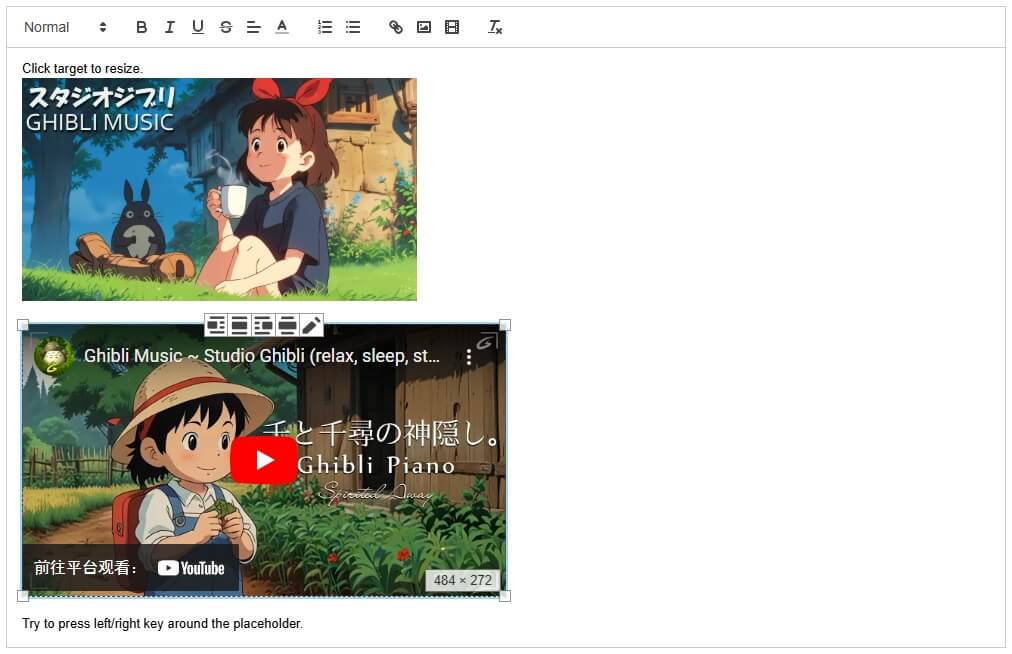 Normal
Click target to resize.
スタジオジブリ
GHIBLI MUSIC
Ghibli Music ~ Studio Ghibli (relax, sleep, st...
千と千尋の神隠し。
Ghibli Piano
Spirited Away
前往平台观看：
YouTube
484 × 272
Try to press left/right key around the placeholder.